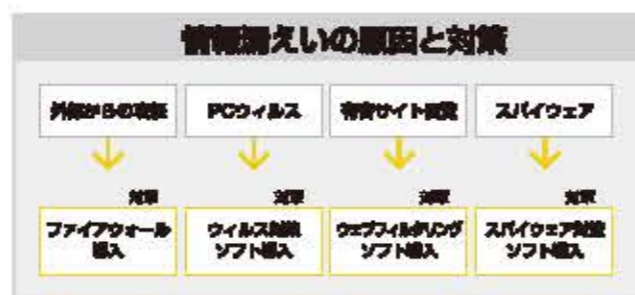 情報漏えいの原因と対策
外部からの攻撃
PCウィルス
有害サイト閲覧
スパイウェア
対策
対策
対策
対策
ファイアウォール
導入
ウィルス対策
ソフト導入
ウェブフィルタリング
ソフト導入
スパイウェア対策
ソフト導入